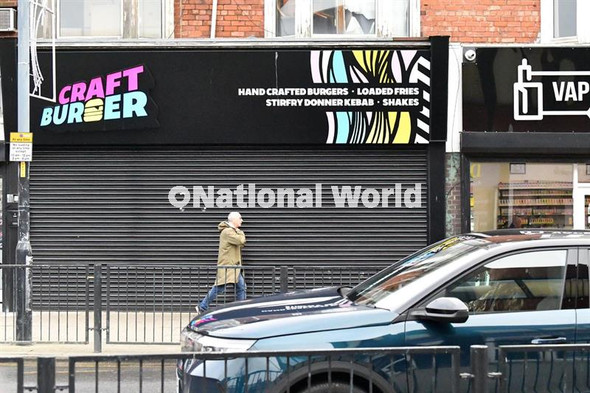 CRAFT
BURGER
HAND CRAFTED BURGERS · LOADED FRIES
STIRFRY DONNER KEBAB · SHAKES
VAP
©National World